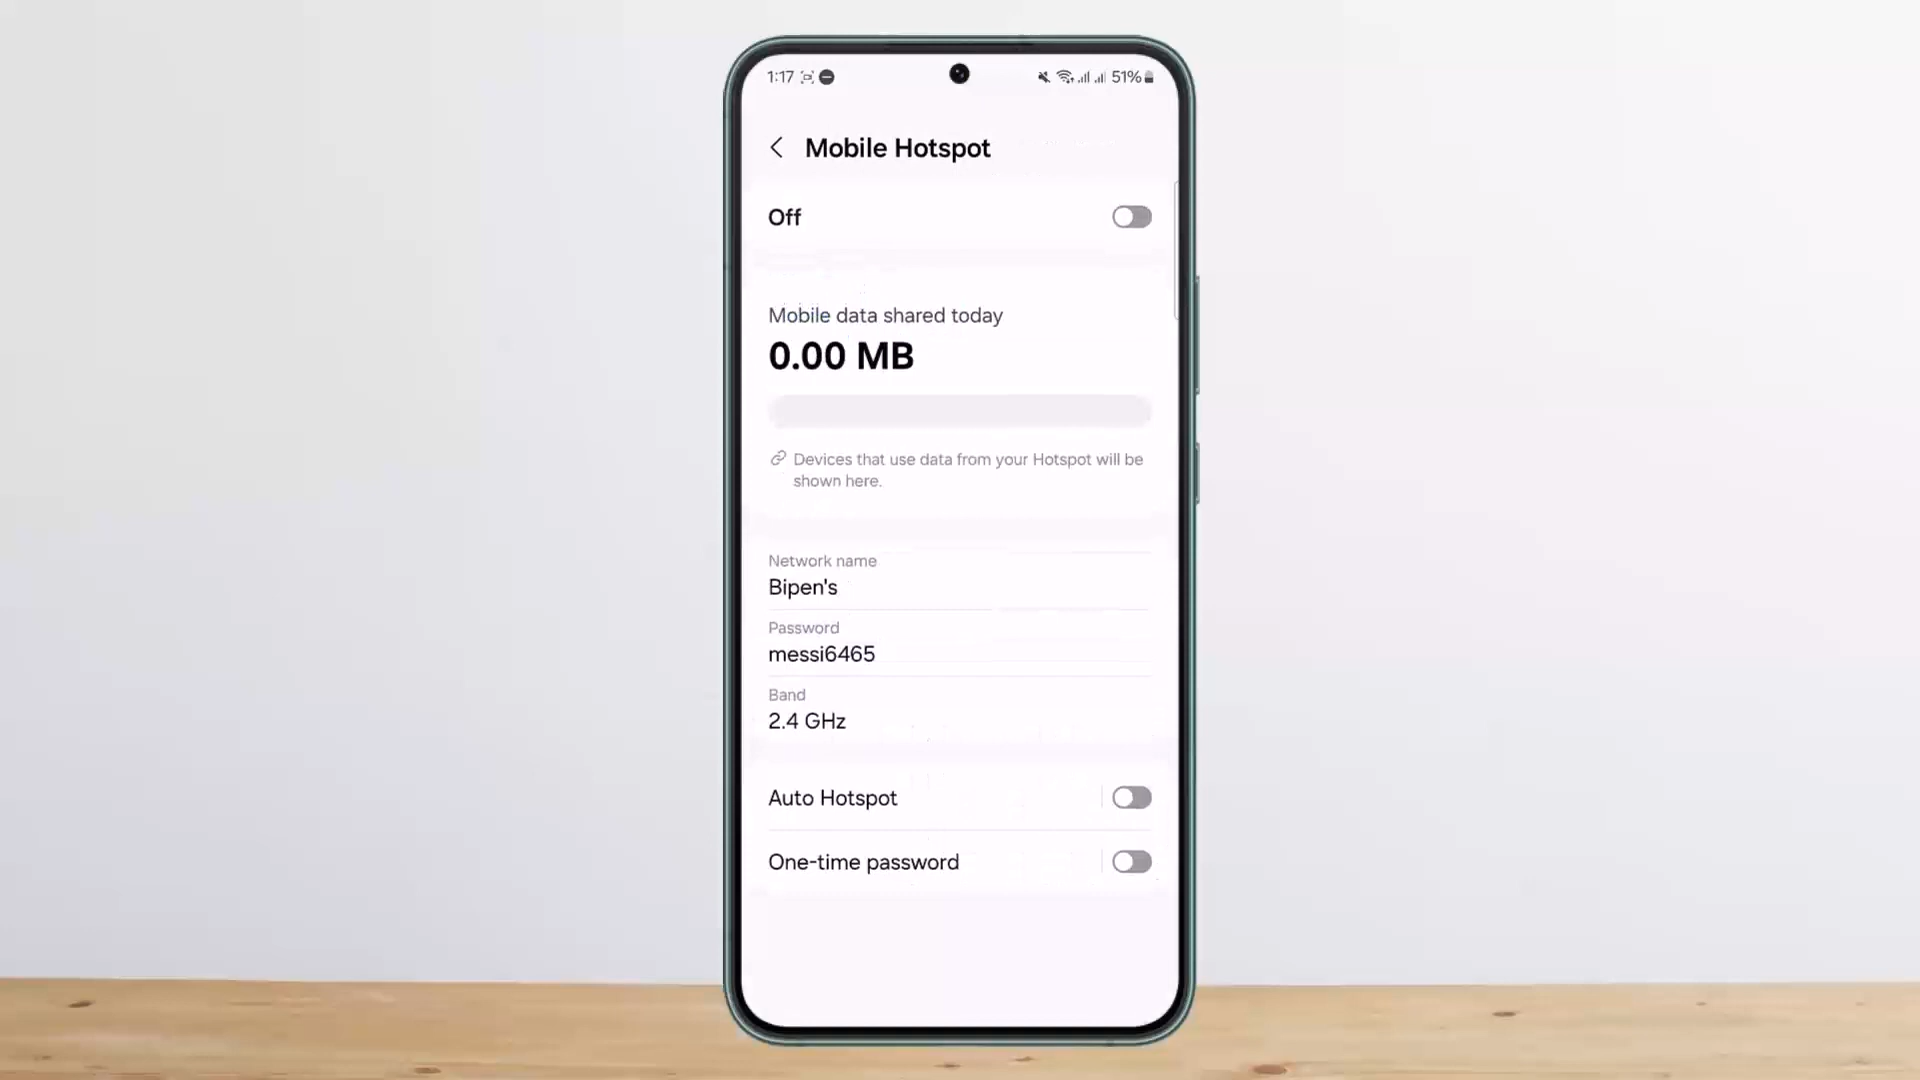 1:17 51%
Mobile Hotspot
Off
Mobile data shared today
0.00 MB
Devices that use data from your Hotspot will be
shown here.
Network name
Bipen's
Password
messi6465
Band
2.4 GHz
Auto Hotspot
One-time password